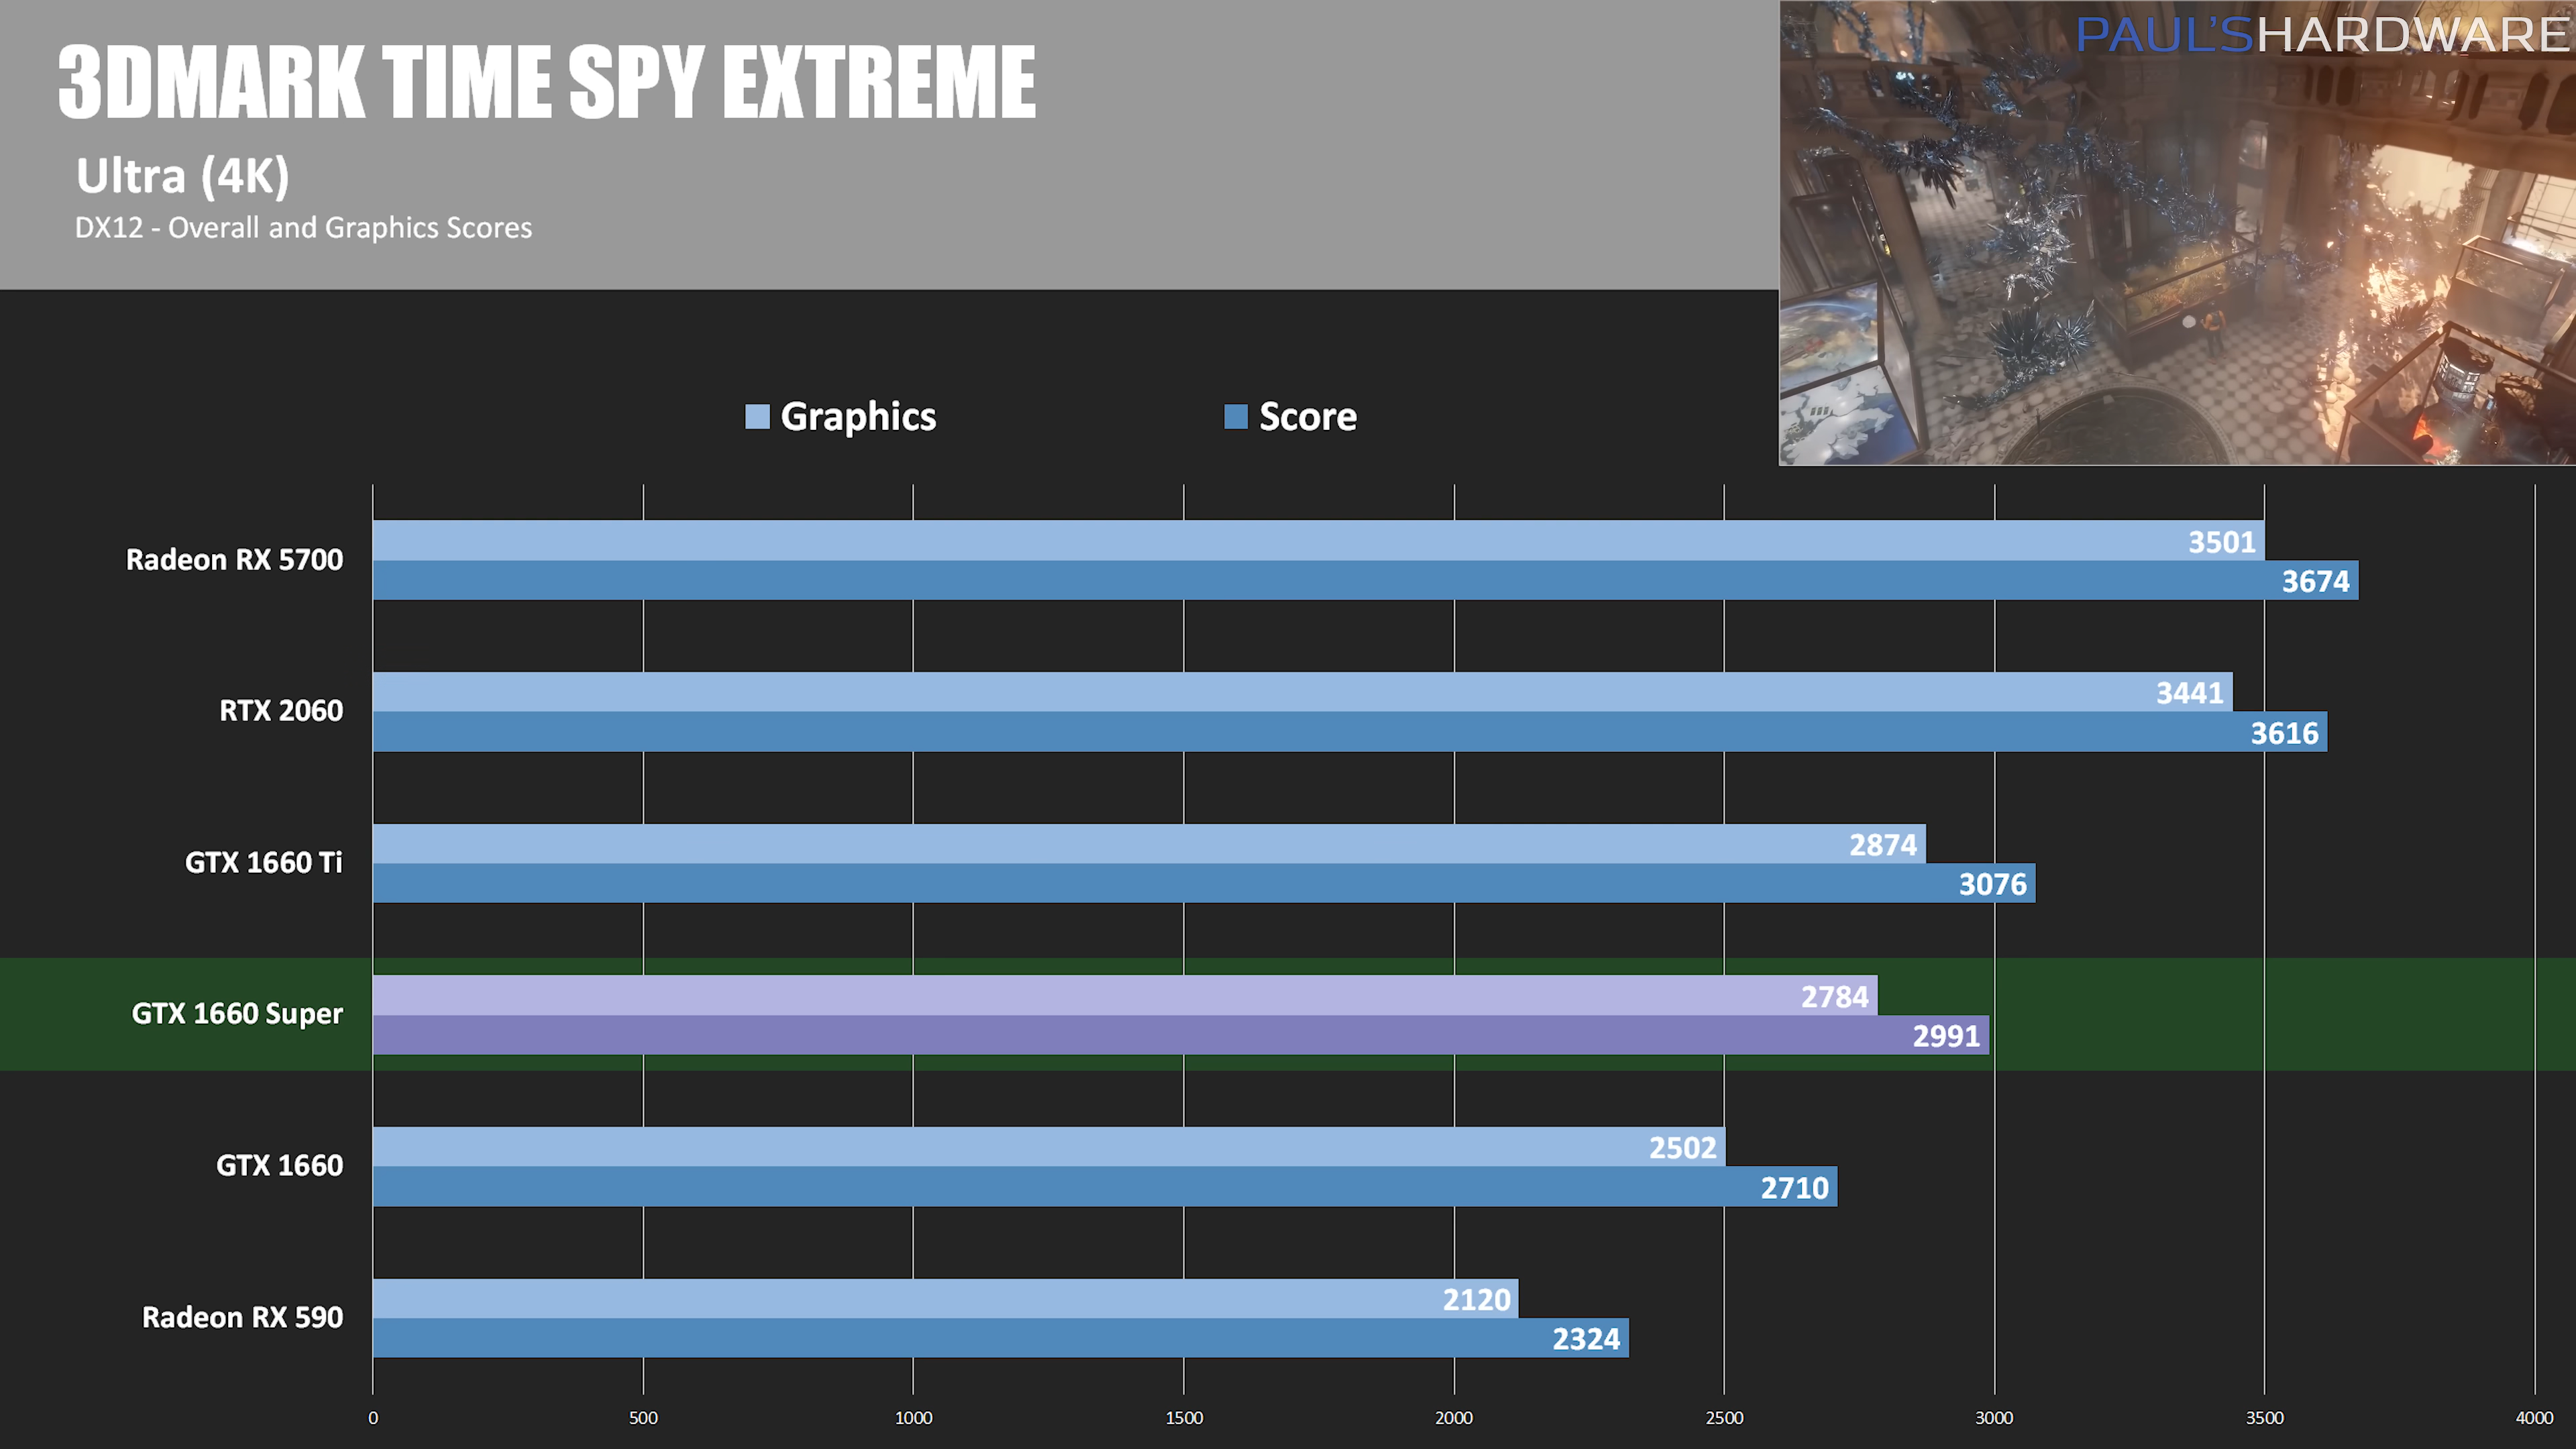 3DMARK TIME SPY EXTREME
PAUL'SHARDWARE
Ultra (4K)
DX12 - Overall and Graphics Scores
Graphics
Score
Radeon RX 5700
3501
3674
RTX 2060
3441
3616
GTX 1660 Ti
2874
3076
GTX 1660 Super
2784
2991
GTX 1660
2502
2710
Radeon RX 590
2120
2324
0 500 1000 1500 2000 2500 3000 3500 4000